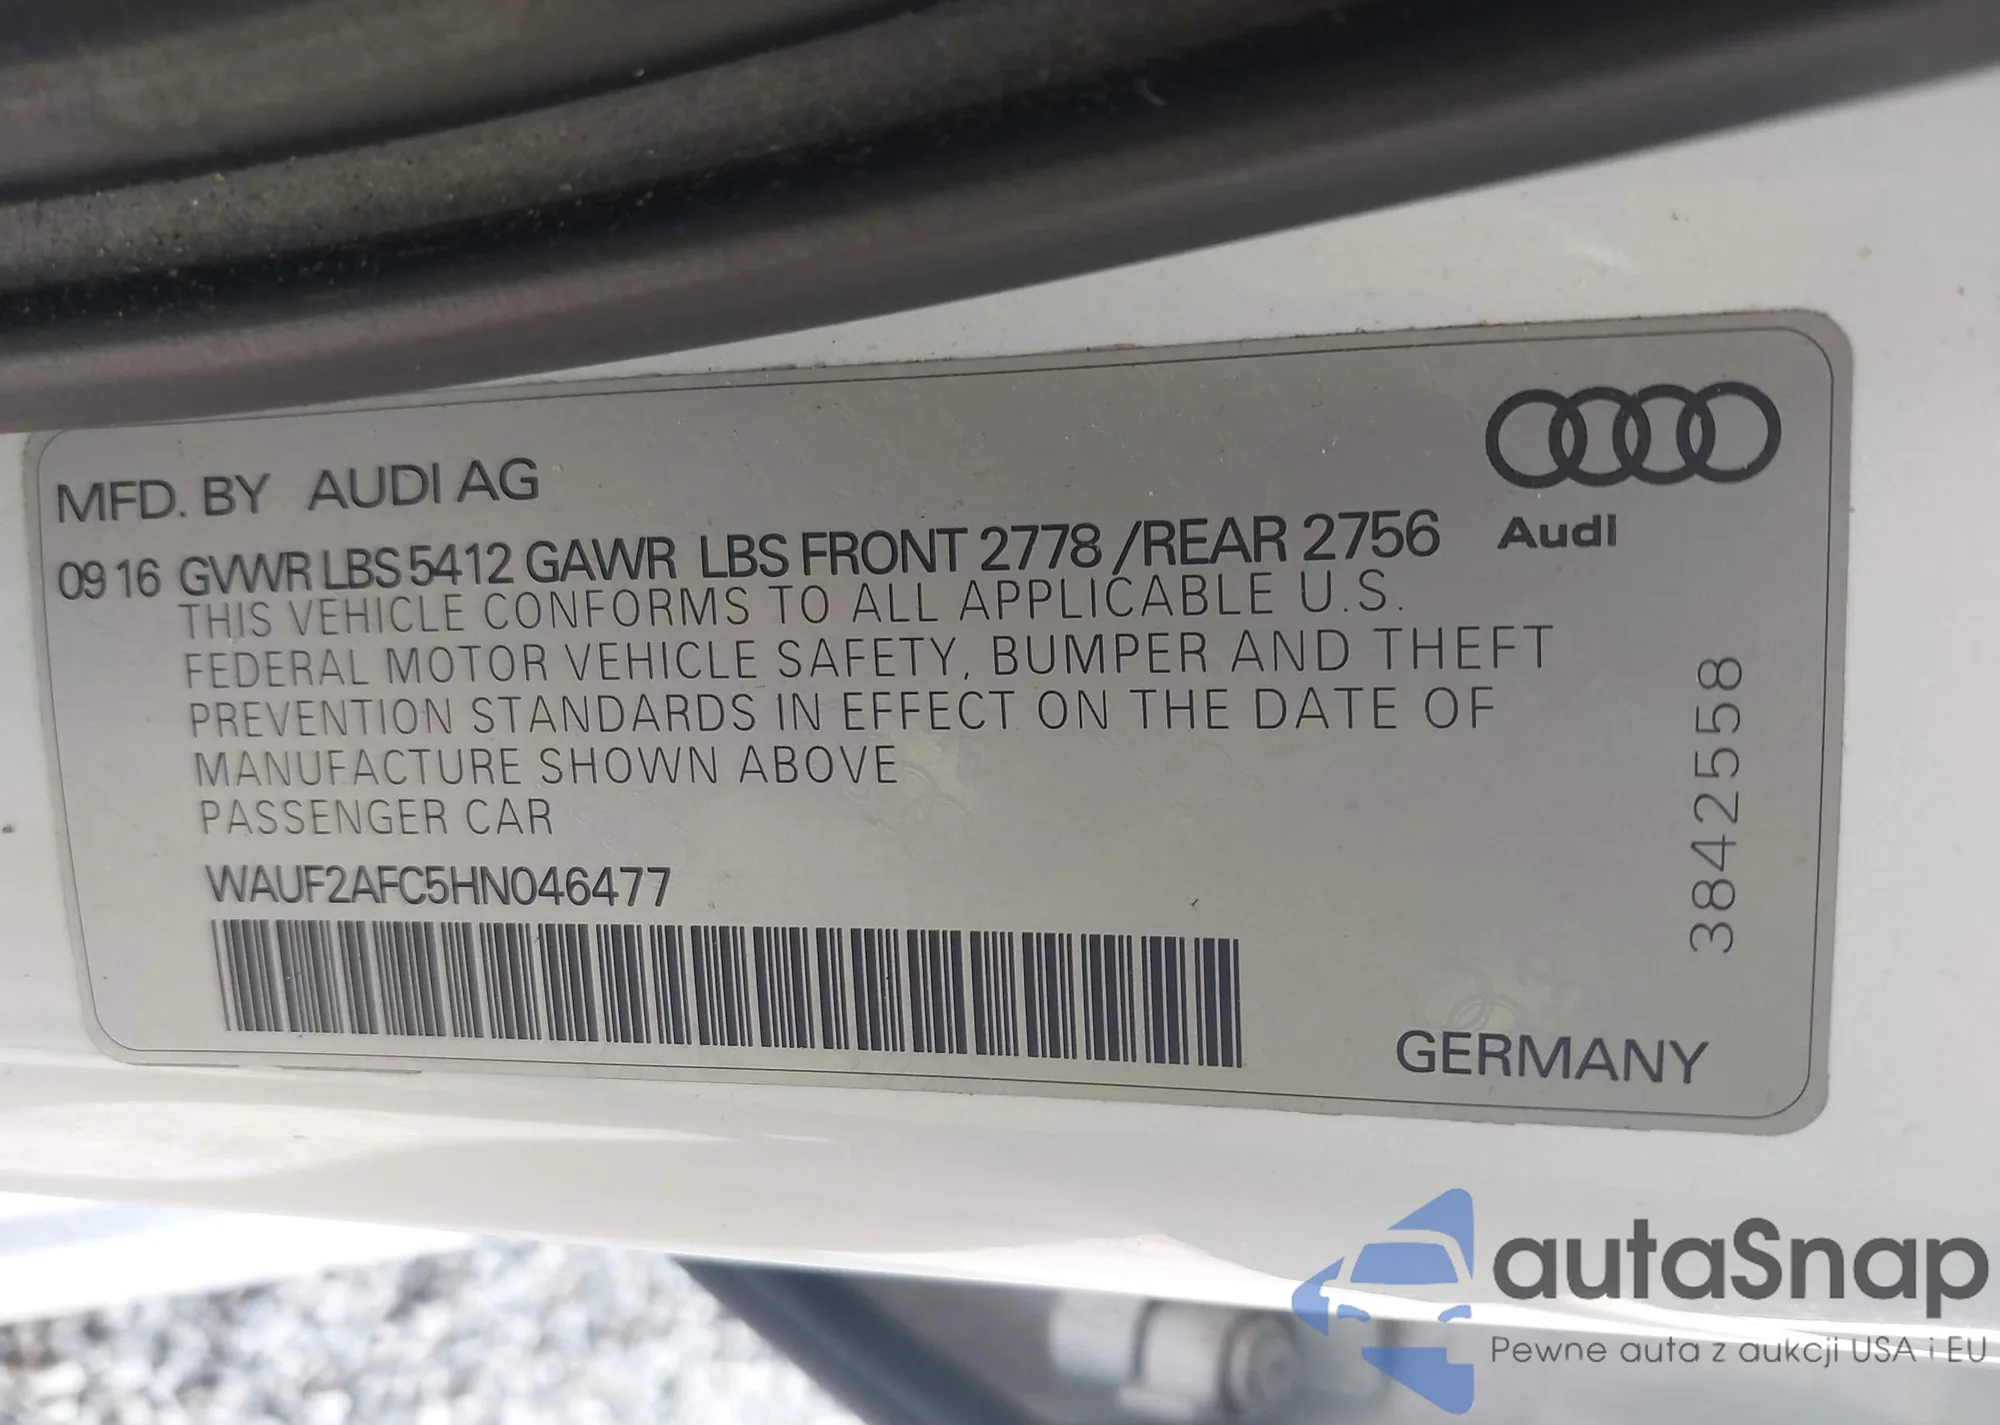 MFD. BY AUDI AG
09 16 GVWR LBS 5412 GAWR LBS FRONT 2778 /REAR 2756
Audi
THIS VEHICLE CONFORMS TO ALL APPLICABLE U.S.
FEDERAL MOTOR VEHICLE SAFETY, BUMPER AND THEFT
PREVENTION STANDARDS IN EFFECT ON THE DATE OF
MANUFACTURE SHOWN ABOVE
PASSENGER CAR
WAUF2AFC5HN046477
3842558
GERMANY
autaSnap
Pewne auta z aukcji USA i EU